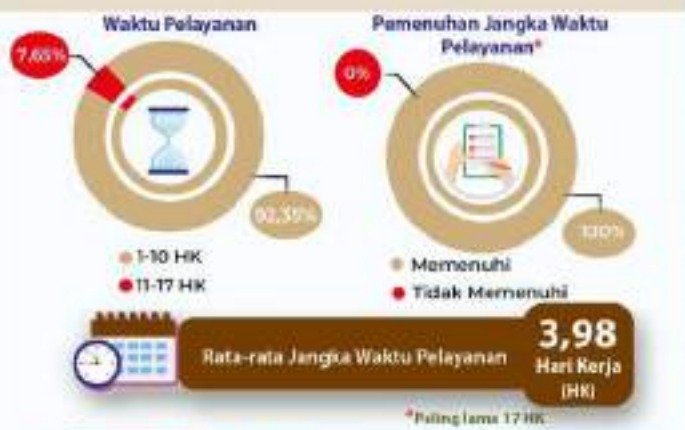 Waktu Pelayanan
7,65%
92,35%
1-10 HK
11-17 HK
Pemenuhan Jangka Waktu
Pelayanan*
0%
100%
Memenuhi
Tidak Memenuhi
Rata-rata Jangka Waktu Pelayanan
3,98
Hari Kerja
(HK)
*Paling lama 17 HK